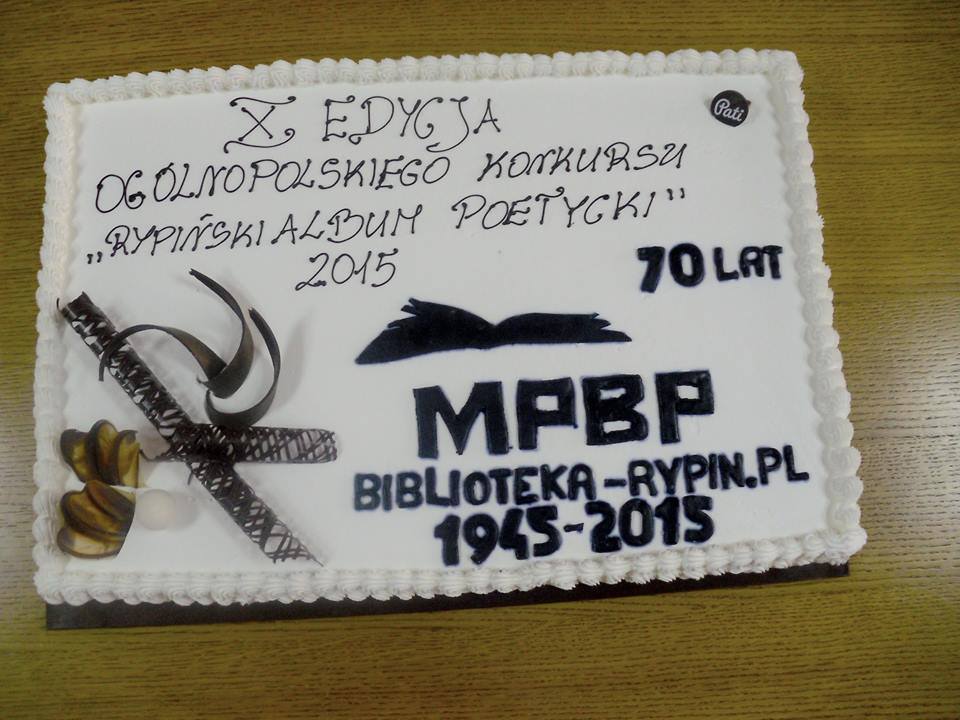 X EDYCJA
OGÓLNOPOLSKIEGO KONKURSU
„RYPIŃSKI ALBUM POETYCKI"
2015
Pati
70 LAT
MPBP
BIBLIOTEKA-RYPIN.PL
1945-2015